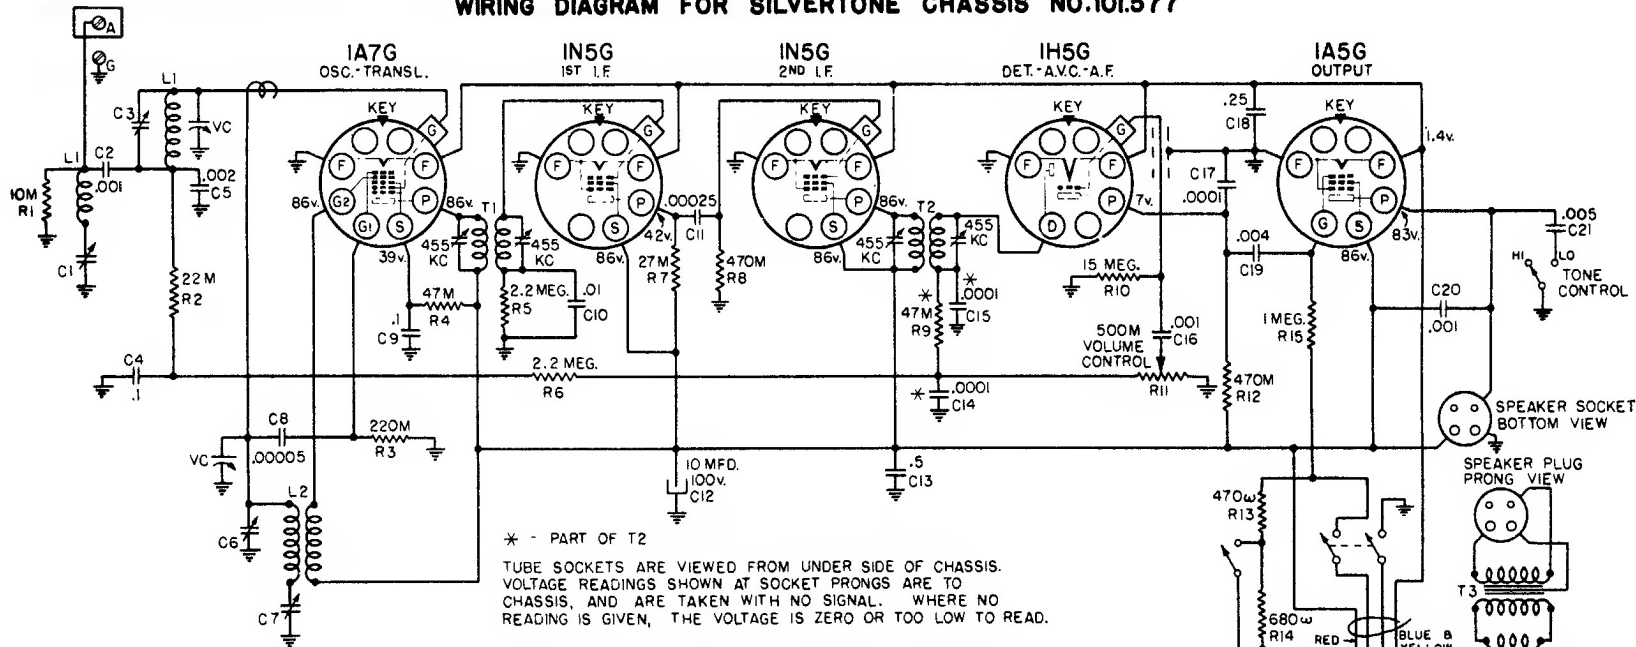 WIRING DIAGRAM FOR SILVERTONE CHASSIS NO.101.577
A
G
1A7G
OSC.-TRANSL.
1N5G
1ST I.F.
1N5G
2ND I.F.
1H5G
DET.-A.V.C.-A.F.
1A5G
OUTPUT
L1
C3
VC
KEY
KEY
KEY
KEY
KEY
G
G
G
G
.25
C18
1.4v.
L1
C2
.001
.002
C5
10M
R1
C1
F
F
G2
P
G1
S
86v.
86v.
39v.
T1
455
KC
455
KC
F
F
P
S
42v.
86v.
.00025
C11
27M
R7
470M
R8
F
F
P
S
86v.
86v.
T2
455
KC
455
KC
F
F
D
P
7v.
C17
.0001
F
F
P
G
S
83v.
86v.
.005
C21
HI
LO
TONE
CONTROL
22M
R2
47M
R4
.1
C9
2.2 MEG.
R5
.01
C10
*
.0001
C15
*
47M
R9
15 MEG.
R10
.004
C19
1 MEG.
R15
C20
.001
500M
VOLUME
CONTROL
.001
C16
R11
C4
.1
2.2 MEG.
R6
*
.0001
C14
470M
R12
SPEAKER SOCKET
BOTTOM VIEW
C8
.00005
VC
220M
R3
10 MFD.
100v.
C12
.5
C13
SPEAKER PLUG
PRONG VIEW
L2
C6
C7
470ω
R13
680ω
R14
RED
BLUE &
T3
* - PART OF T2
TUBE SOCKETS ARE VIEWED FROM UNDER SIDE OF CHASSIS.
VOLTAGE READINGS SHOWN AT SOCKET PRONGS ARE TO
CHASSIS, AND ARE TAKEN WITH NO SIGNAL. WHERE NO
READING IS GIVEN, THE VOLTAGE IS ZERO OR TOO LOW TO READ.